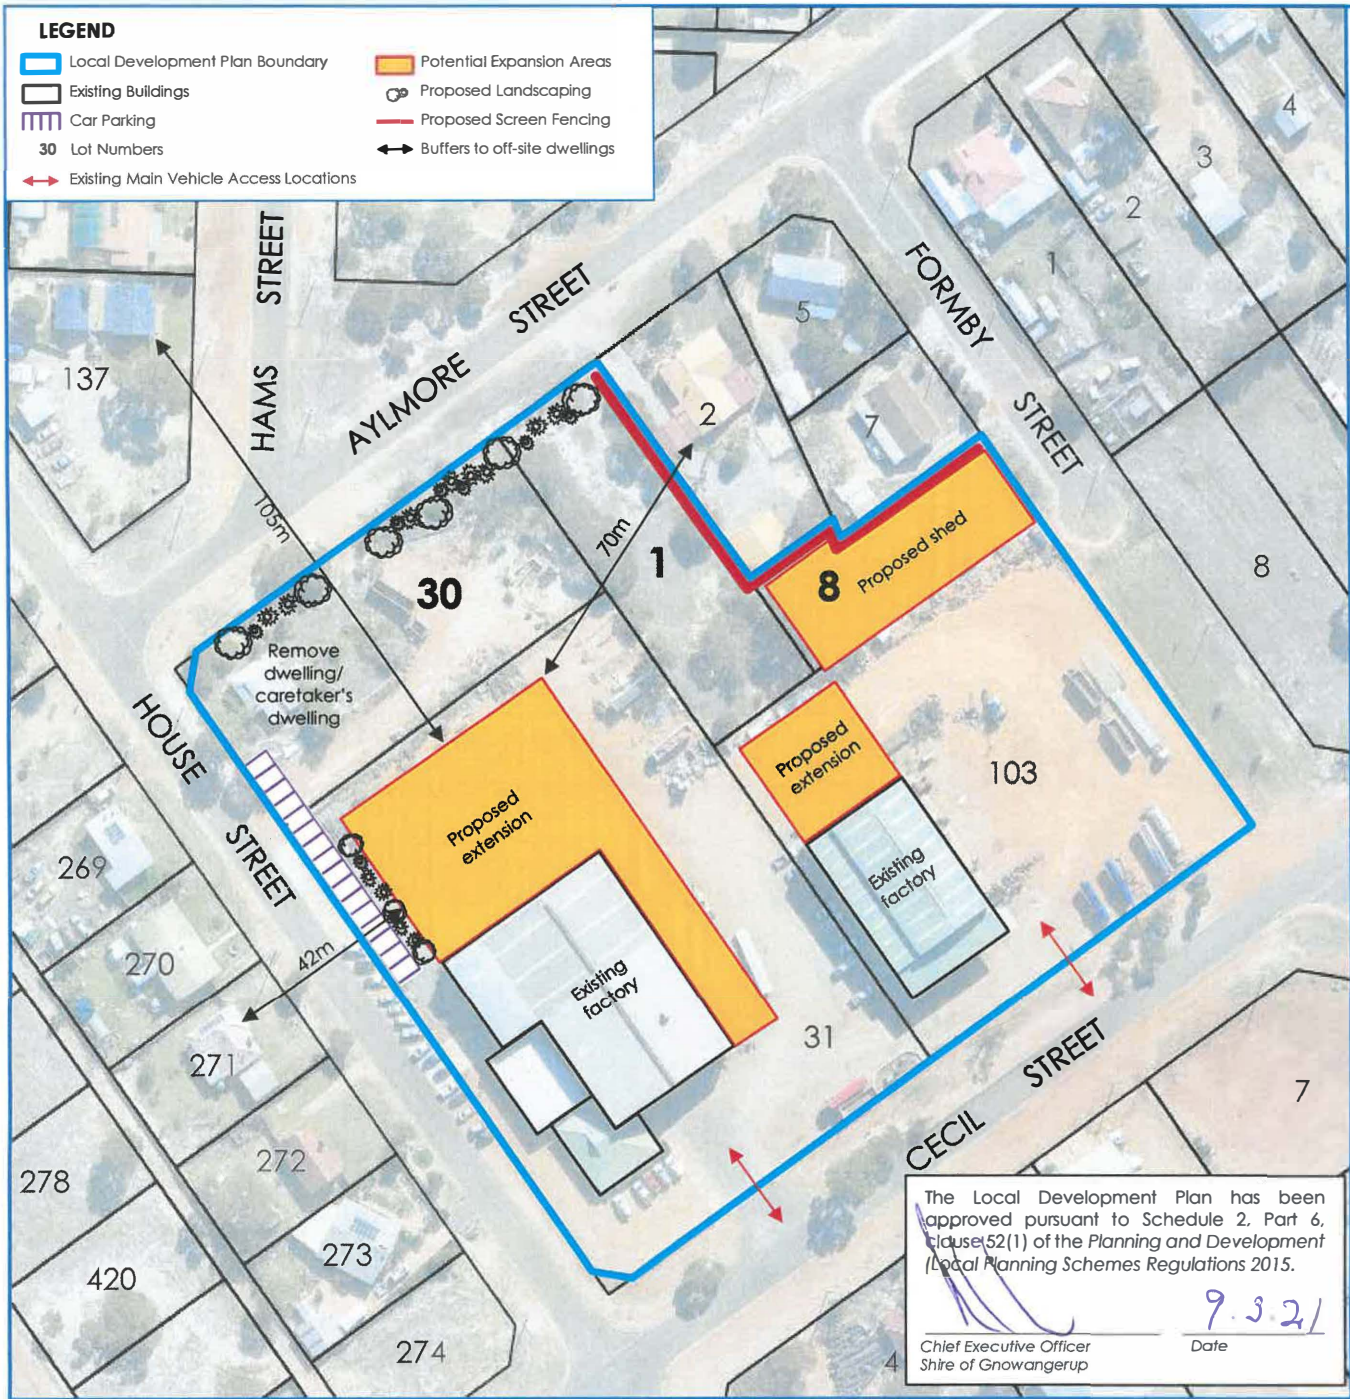 LEGEND
Local Development Plan Boundary
Existing Buildings
Car Parking
30 Lot Numbers
Existing Main Vehicle Access Locations
Potential Expansion Areas
Proposed Landscaping
Proposed Screen Fencing
Buffers to off-site dwellings
HAMS STREET
AYLMORE STREET
FORMBY STREET
HOUSE STREET
CECIL STREET
4
3
2
1
5
137
2
7
105m
70m
1
30
8
Proposed shed
8
Remove
dwelling/
caretaker's
dwelling
Proposed
extension
103
Proposed
extension
Existing
factory
269
270
42m
Existing
factory
271
31
7
272
278
273
420
274
4
The Local Development Plan has been
approved pursuant to Schedule 2, Part 6,
clause 52(1) of the Planning and Development
(Local Planning Schemes Regulations 2015.
9.3.21
Chief Executive Officer
Shire of Gnowangerup
Date